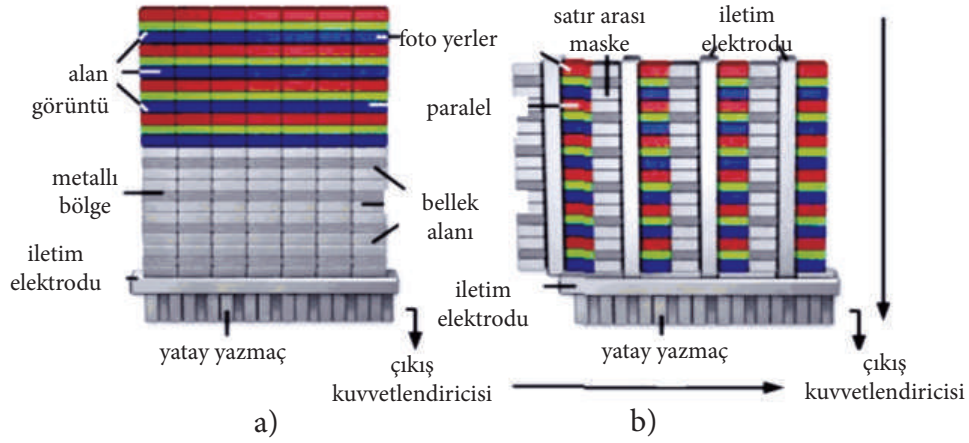 alan
görüntü
foto yerler
metallı
bölge
bellek
alanı
iletim
elektrodu
yatay yazmaç
çıkış
kuvvetlendiricisi
a)
satır arası
maske
iletim
elektrodu
paralel
iletim
elektrodu
yatay yazmaç
çıkış
kuvvetlendiricisi
b)